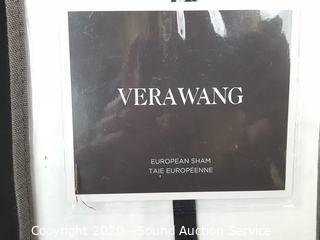 VERAWANG
EUROPEAN SHAM
TAIE EUROPÉENNE
Copyright 2020 - Sound Auction Service